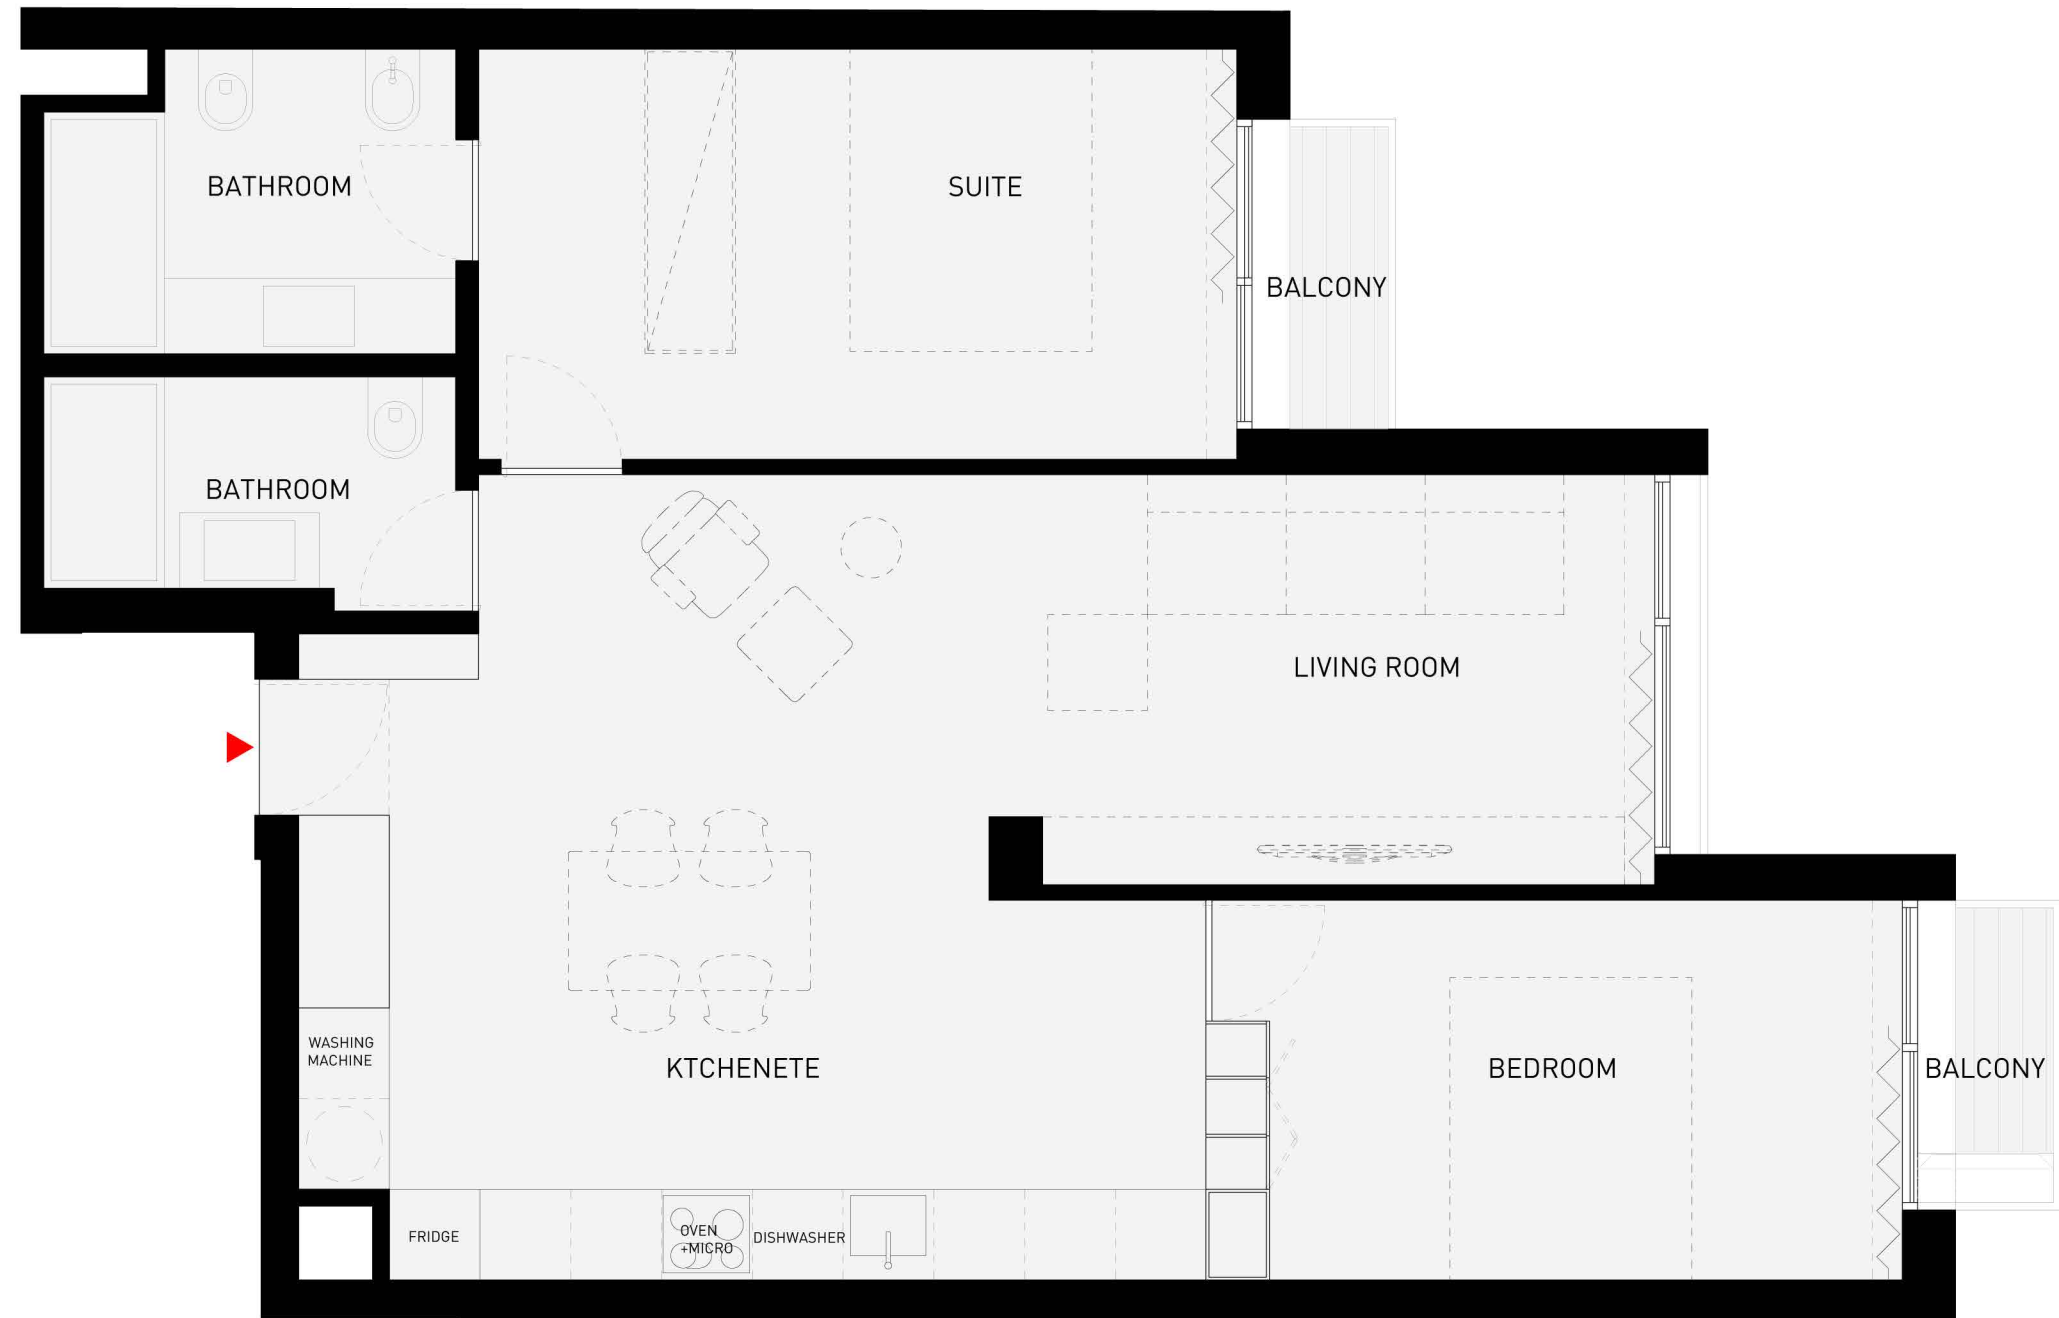 BATHROOM
SUITE
BALCONY
BATHROOM
LIVING ROOM
WASHING
MACHINE
KTCHENETE
BEDROOM
BALCONY
FRIDGE
OVEN
+MICRO
DISHWASHER